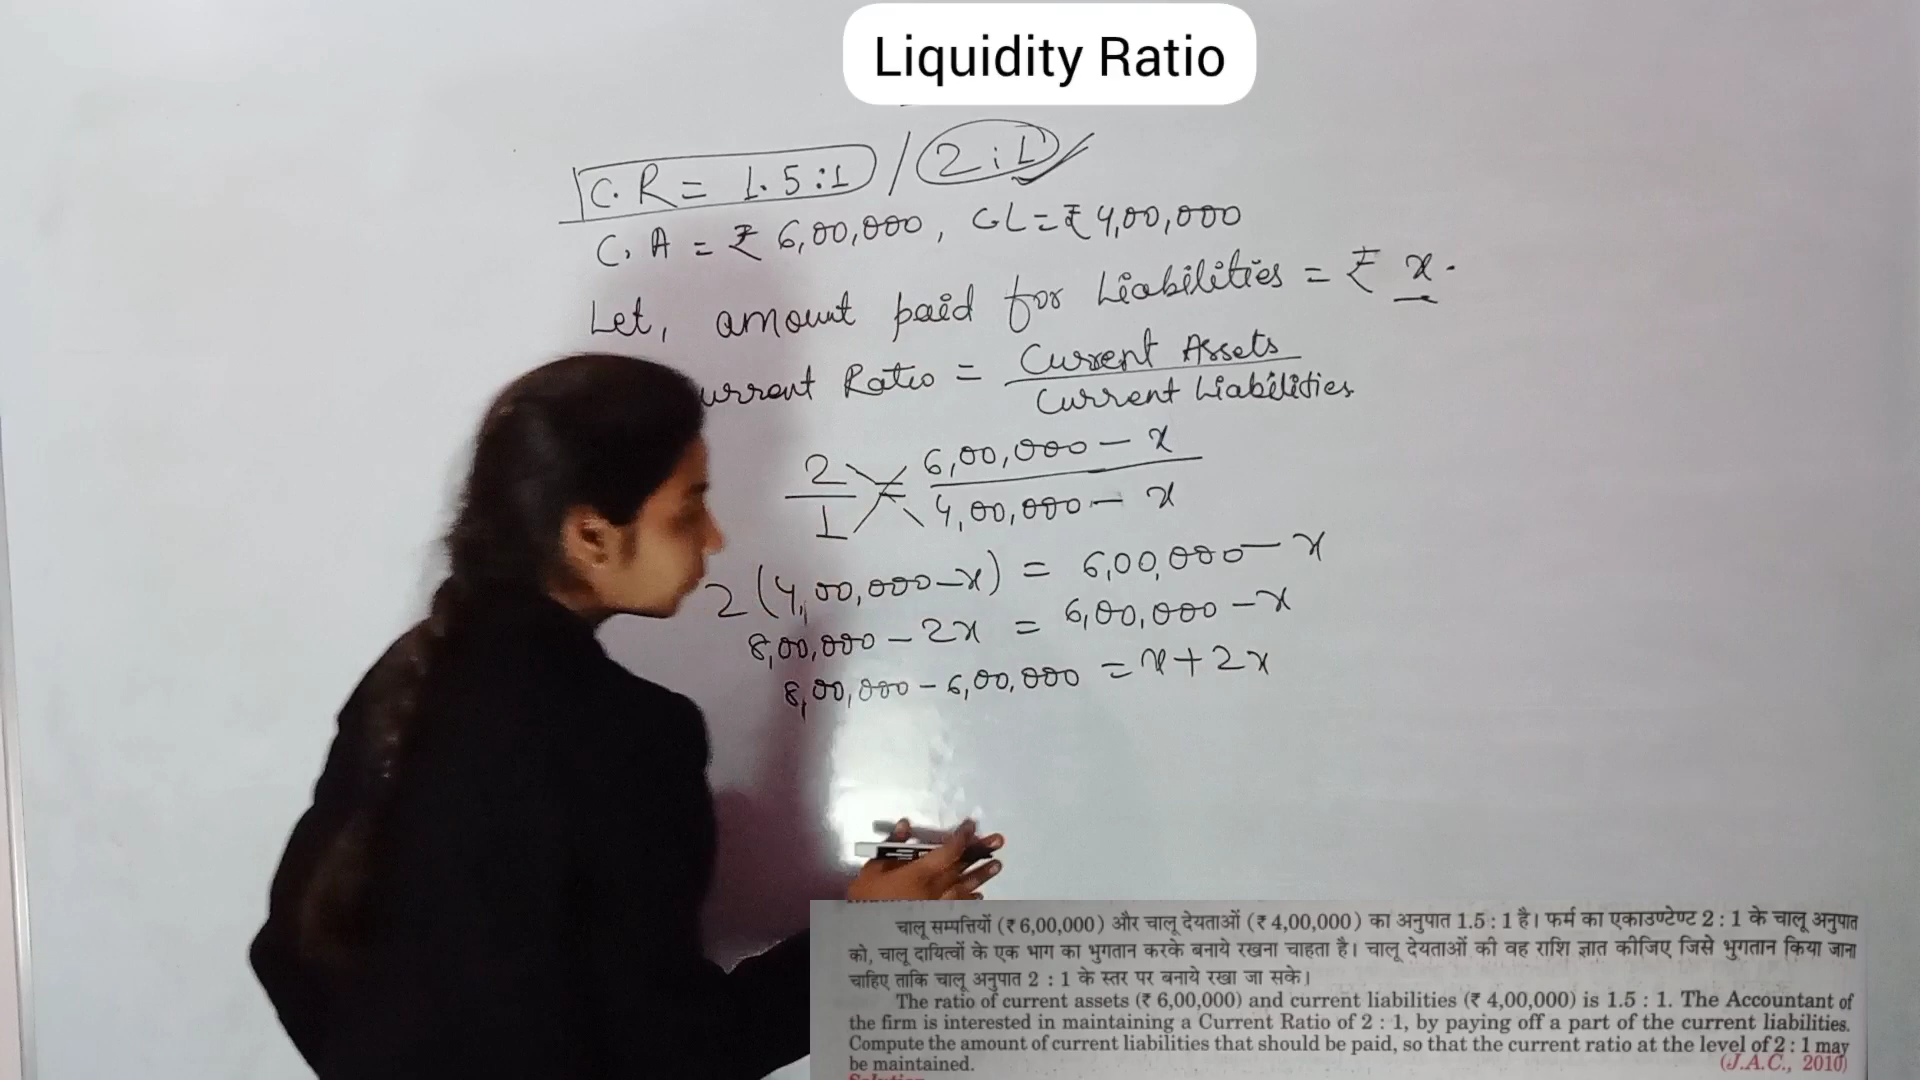 Liquidity Ratio
C. R = 1.5 : 1 / 2 : 1
C. A = ₹ 6,00,000, C.L = ₹ 4,00,000
Let, amount paid for Liabilities = ₹ x.
urrent Ratio = Current Assets / Current Liabilities
2/1 = 6,00,000 - x / 4,00,000 - x
2(4,00,000-x) = 6,00,000 - x
8,00,000 - 2x = 6,00,000 - x
8,00,000 - 6,00,000 = x + 2x
चालू सम्पत्तियों (₹ 6,00,000) और चालू देयताओं (₹ 4,00,000) का अनुपात 1.5 : 1 है। फर्म का एकाउण्टेण्ट 2 : 1 के चालू अनुपात
को, चालू दायित्वों के एक भाग का भुगतान करके बनाये रखना चाहता है। चालू देयताओं की वह राशि ज्ञात कीजिए जिसे भुगतान किया जाना
चाहिए ताकि चालू अनुपात 2 : 1 के स्तर पर बनाये रखा जा सके।
The ratio of current assets (₹ 6,00,000) and current liabilities (₹ 4,00,000) is 1.5 : 1. The Accountant of
the firm is interested in maintaining a Current Ratio of 2 : 1, by paying off a part of the current liabilities.
Compute the amount of current liabilities that should be paid, so that the current ratio at the level of 2 : 1 may
be maintained. (J.A.C., 2010)